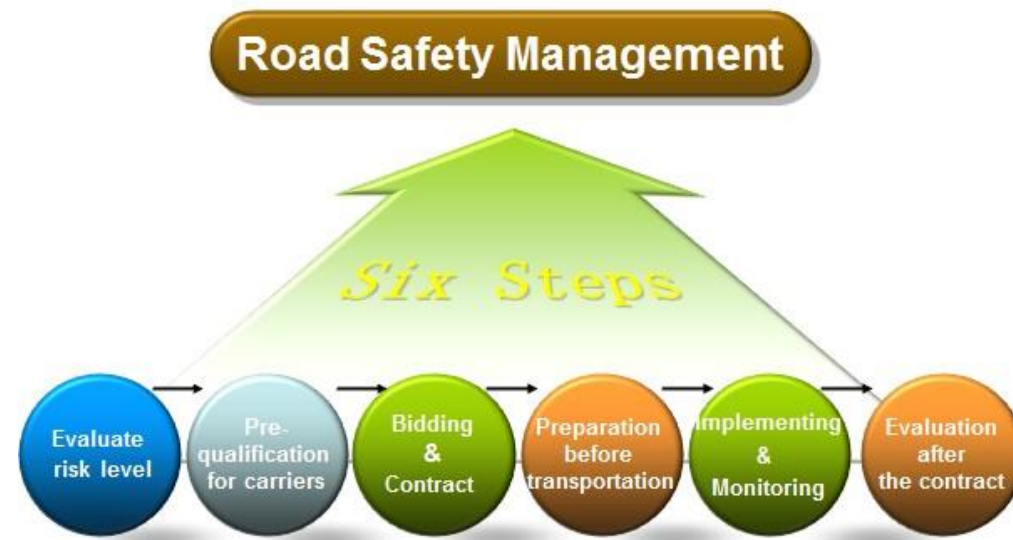 Road Safety Management
Six Steps
Evaluate
risk level
Pre-
qualification
for carriers
Bidding
&
Contract
Preparation
before
transportation
Implementing
&
Monitoring
Evaluation
after
the contract